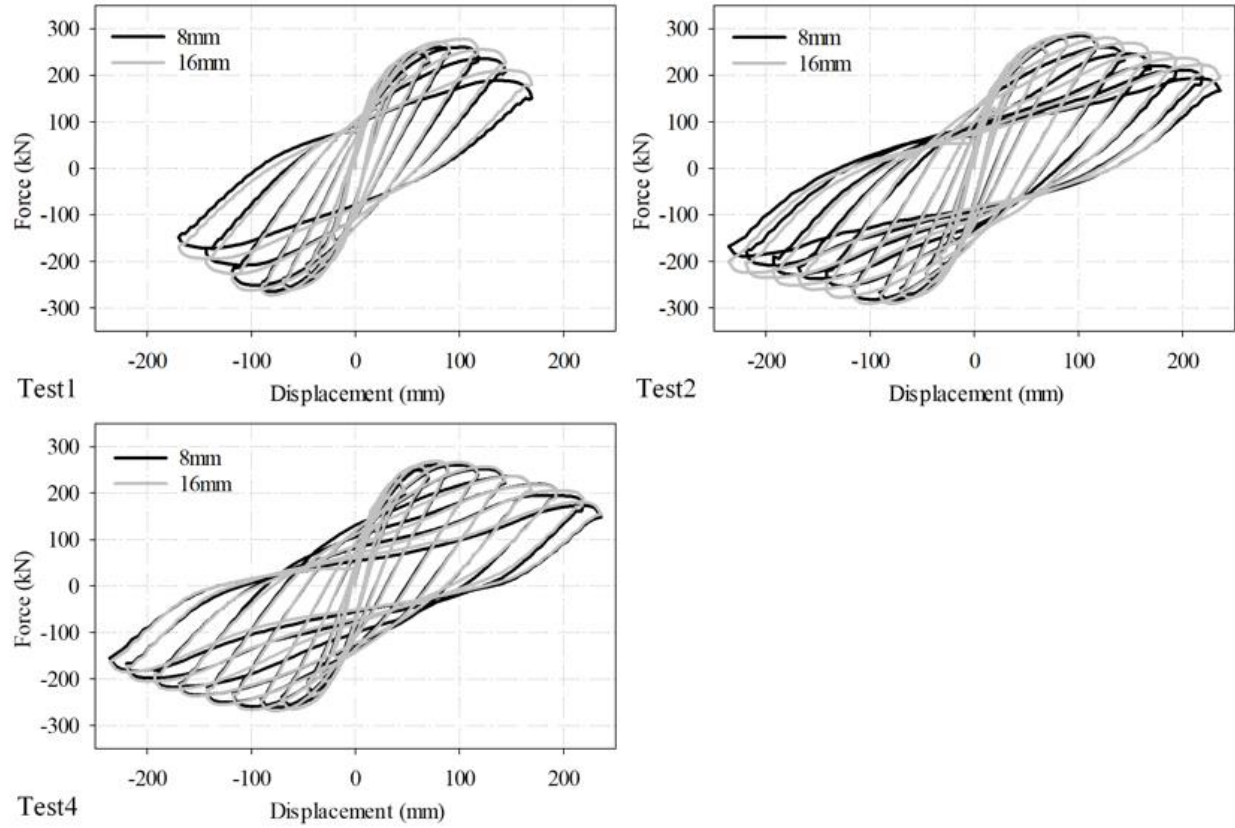 300
200
100
0
-100
-200
-300
Force (kN)
8mm
16mm
-200 -100 0 100 200
Test1 Displacement (mm)
300
200
100
0
-100
-200
-300
Force (kN)
8mm
16mm
-200 -100 0 100 200
Test2 Displacement (mm)
300
200
100
0
-100
-200
-300
Force (kN)
8mm
16mm
-200 -100 0 100 200
Test4 Displacement (mm)